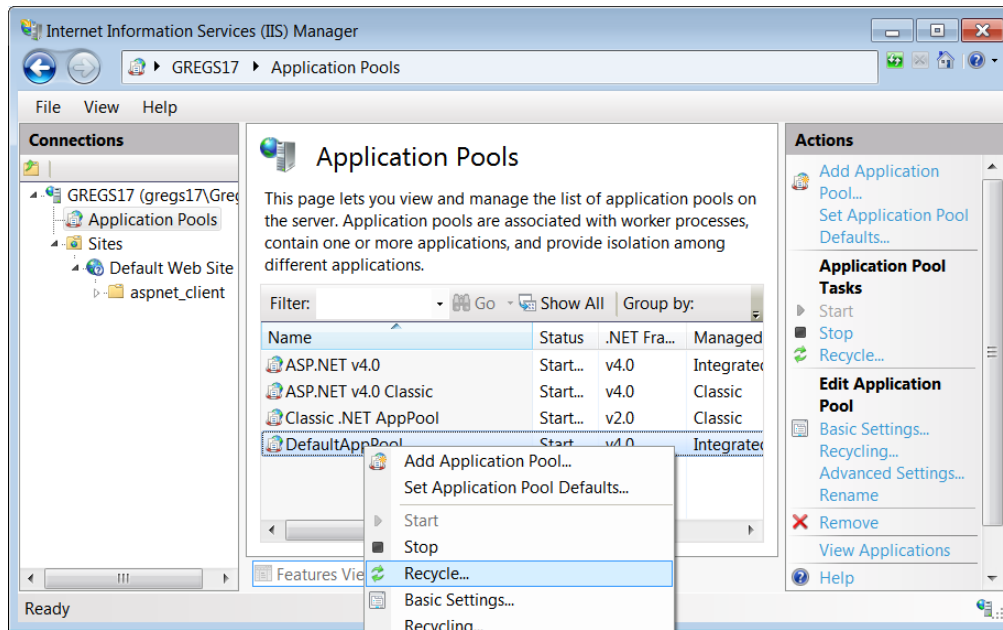 Internet Information Services (IIS) Manager
GREGS17 Application Pools
File View Help
Connections
GREGS17 (gregs17\Greg
Application Pools
Sites
Default Web Site
aspnet_client
Application Pools
This page lets you view and manage the list of application pools on
the server. Application pools are associated with worker processes,
contain one or more applications, and provide isolation among
different applications.
Filter: Go Show All Group by:
Name Status .NET Fra... Managed
ASP.NET v4.0 Start... v4.0 Integrated
ASP.NET v4.0 Classic Start... v4.0 Classic
Classic .NET AppPool Start... v2.0 Classic
DefaultAppPool Start... v4.0 Integrated
Add Application Pool...
Set Application Pool Defaults...
Start
Stop
Recycle...
Basic Settings...
Recycling...
Features Vie
Actions
Add Application
Pool...
Set Application Pool
Defaults...
Application Pool
Tasks
Start
Stop
Recycle...
Edit Application
Pool
Basic Settings...
Recycling...
Advanced Settings...
Rename
Remove
View Applications
Help
Ready